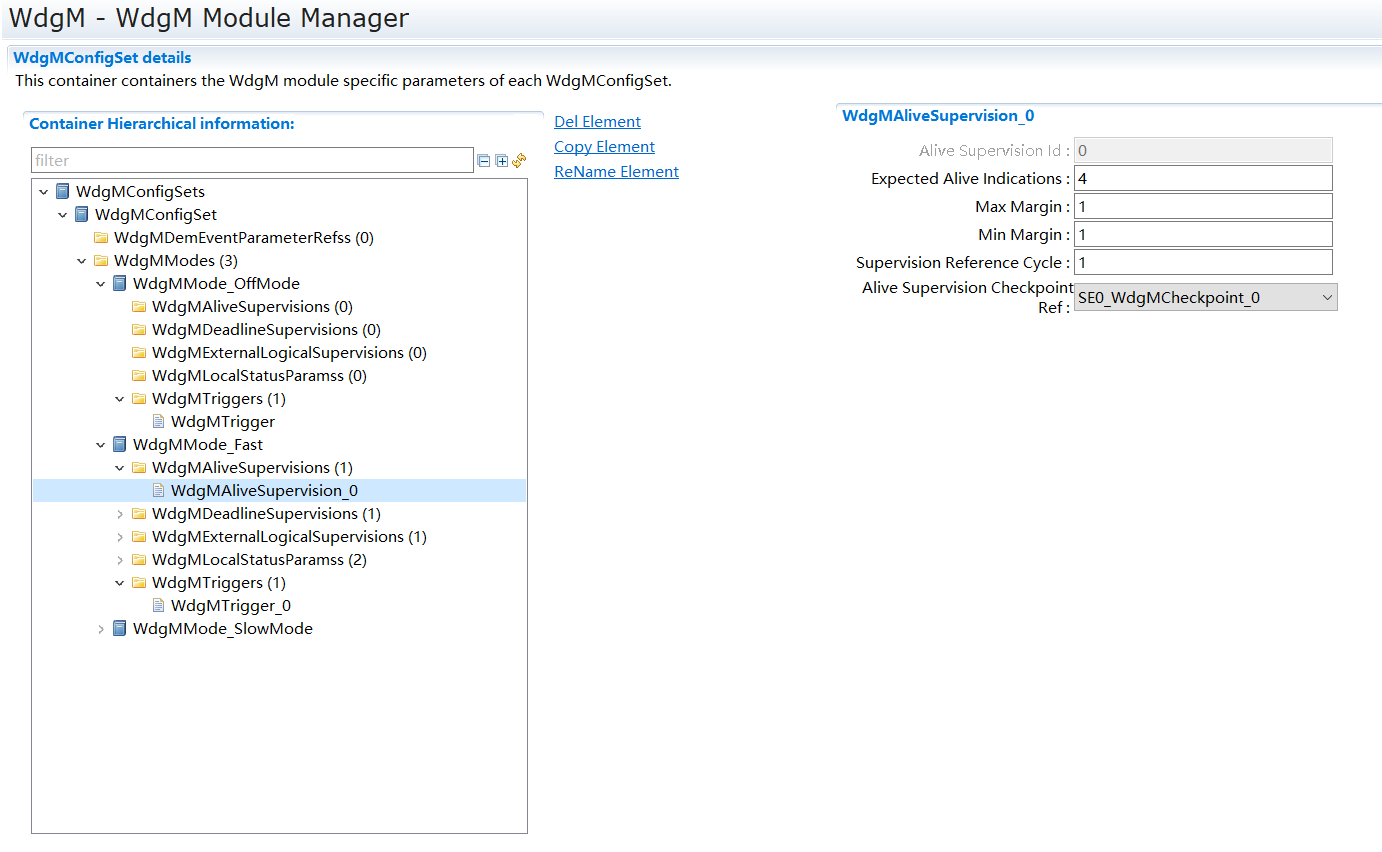 WdgM - WdgM Module Manager
WdgMConfigSet details
This container containers the WdgM module specific parameters of each WdgMConfigSet.
Container Hierarchical information:
filter
WdgMConfigSets
WdgMConfigSet
WdgMDemEventParameterRefss (0)
WdgMModes (3)
WdgMMode_OffMode
WdgMAliveSupervisions (0)
WdgMDeadlineSupervisions (0)
WdgMExternalLogicalSupervisions (0)
WdgMLocalStatusParamss (0)
WdgMTriggers (1)
WdgMTrigger
WdgMMode_Fast
WdgMAliveSupervisions (1)
WdgMAliveSupervision_0
WdgMDeadlineSupervisions (1)
WdgMExternalLogicalSupervisions (1)
WdgMLocalStatusParamss (2)
WdgMTriggers (1)
WdgMTrigger_0
WdgMMode_SlowMode
Del Element
Copy Element
ReName Element
WdgMAliveSupervision_0
Alive Supervision Id : 0
Expected Alive Indications : 4
Max Margin : 1
Min Margin : 1
Supervision Reference Cycle : 1
Alive Supervision Checkpoint
Ref : SE0_WdgMCheckpoint_0